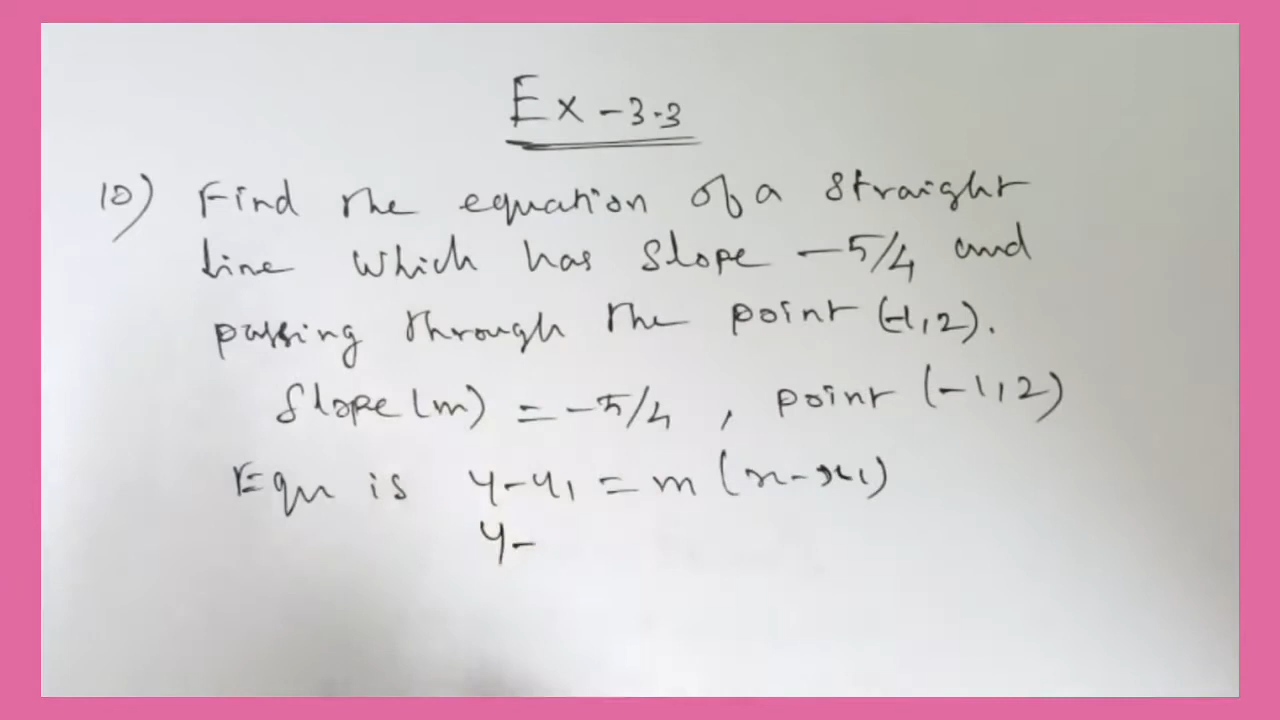 Ex - 3.3
10) Find the equation of a straight
line which has slope -5/4 and
passing through the point (-1,2).
Slope(m) = -5/4 , point (-1,2)
Equ is y-y1 = m(x-x1)
y-